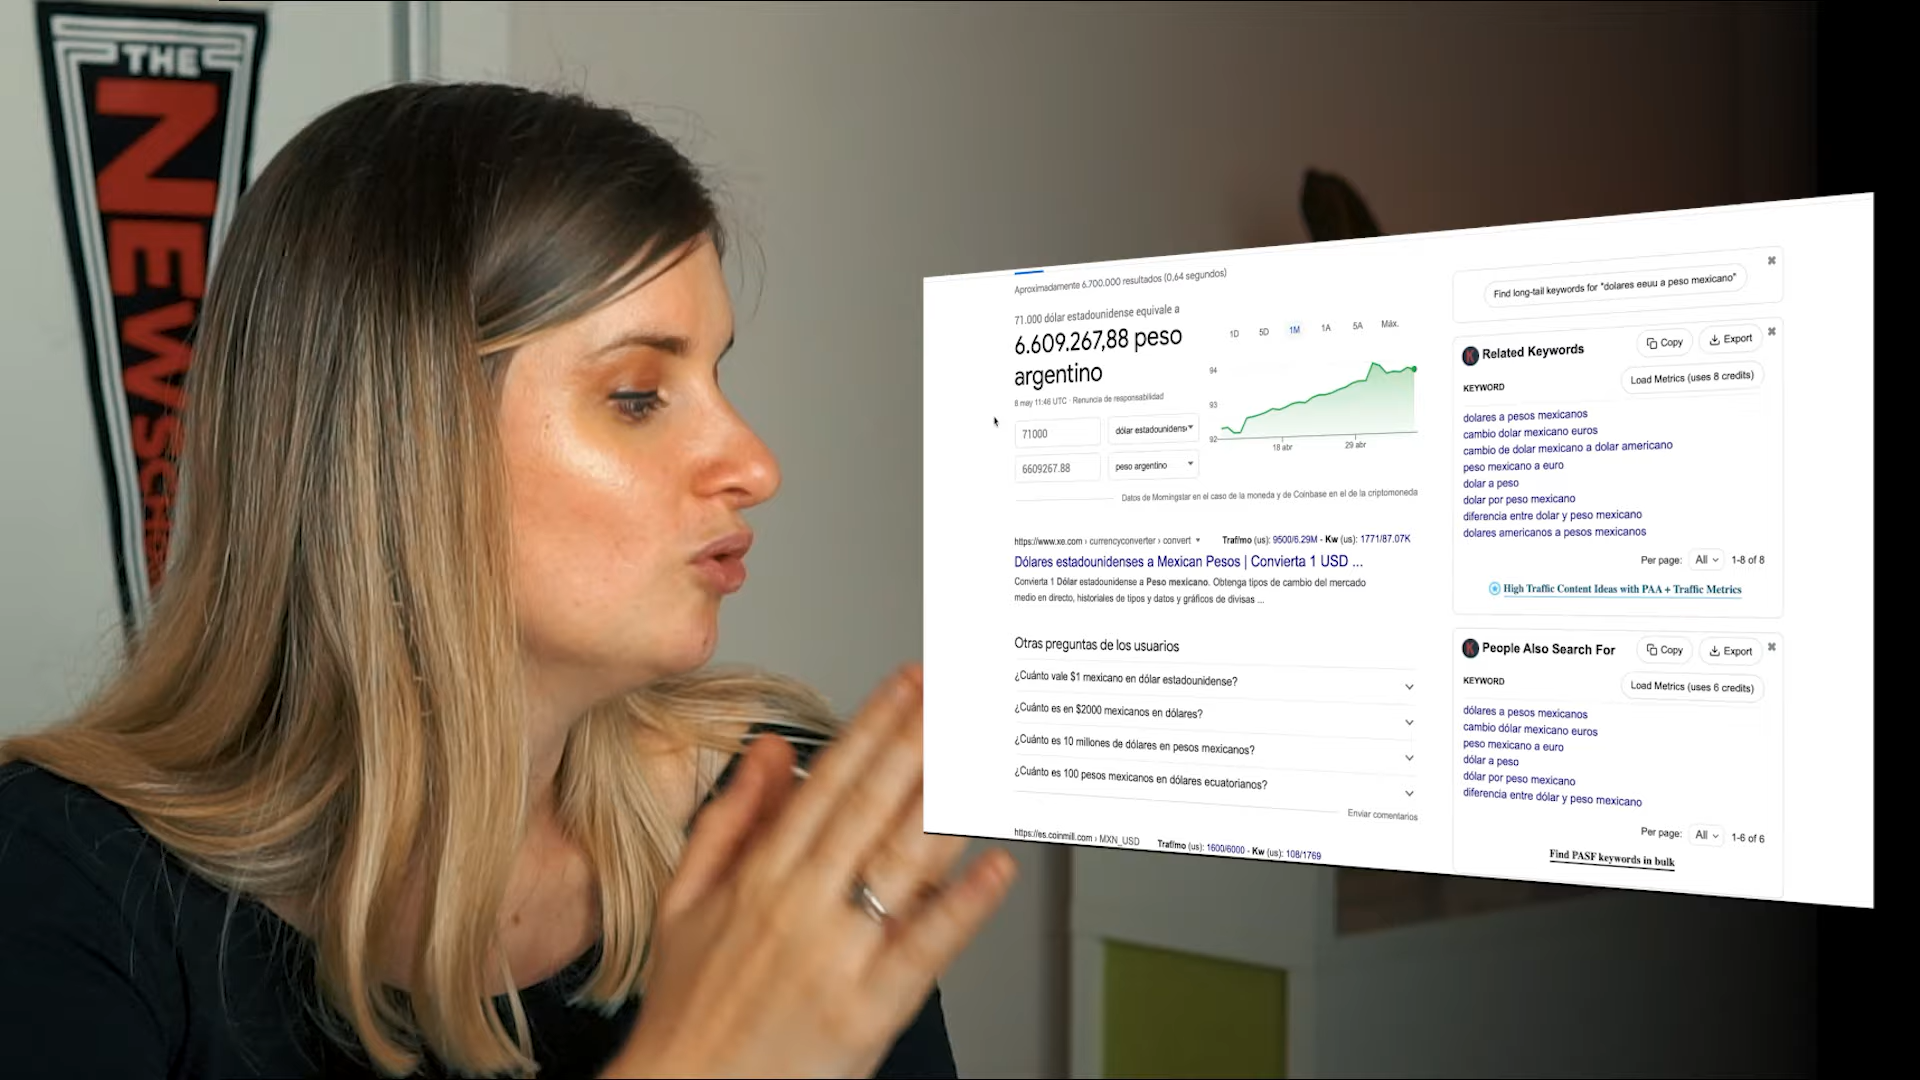 THE
NEW
SCH
Aproximadamente 6.700.000 resultados (0,64 segundos)
71.000 dólar estadounidense equivale a
6.609.267,88 peso
argentino
8 may 11:46 UTC · Renuncia de responsabilidad
71000
dólar estadounidens
6609267.88
peso argentino
1D 5D 1M 1A 5A Máx.
94
93
92
18 abr 29 abr
Datos de Morningstar en el caso de la moneda y de Coinbase en el de la criptomoneda
https://www.xe.com › currencyconverter › convert Traf/mo (us): 9500/6.29M - Kw (us): 1771/87.07K
Dólares estadounidenses a Mexican Pesos | Convierta 1 USD ...
Convierta 1 Dólar estadounidense a Peso mexicano. Obtenga tipos de cambio del mercado
medio en directo, historiales de tipos y datos y gráficos de divisas ...
Otras preguntas de los usuarios
¿Cuánto vale $1 mexicano en dólar estadounidense?
¿Cuánto es en $2000 mexicanos en dólares?
¿Cuánto es 10 millones de dólares en pesos mexicanos?
¿Cuánto es 100 pesos mexicanos en dólares ecuatorianos?
Enviar comentarios
https://es.coinmill.com › MXN_USD Traf/mo (us): 1600/6000 - Kw (us): 108/1769
Find long-tail keywords for "dolares eeuu a peso mexicano"
Related Keywords
Copy
Export
KEYWORD
Load Metrics (uses 8 credits)
dolares a pesos mexicanos
cambio dolar mexicano euros
cambio de dolar mexicano a dolar americano
peso mexicano a euro
dolar a peso
dolar por peso mexicano
diferencia entre dolar y peso mexicano
dolares americanos a pesos mexicanos
Per page: All 1-8 of 8
High Traffic Content Ideas with PAA + Traffic Metrics
People Also Search For
Copy
Export
KEYWORD
Load Metrics (uses 6 credits)
dólares a pesos mexicanos
cambio dólar mexicano euros
peso mexicano a euro
dólar a peso
dólar por peso mexicano
diferencia entre dólar y peso mexicano
Per page: All 1-6 of 6
Find PASF keywords in bulk